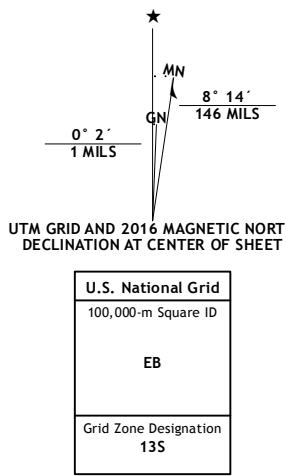 ★
MN
8° 14´
146 MILS
GN
0° 2´
1 MILS
UTM GRID AND 2016 MAGNETIC NORT
DECLINATION AT CENTER OF SHEET
U.S. National Grid
100,000-m Square ID
EB
Grid Zone Designation
13S